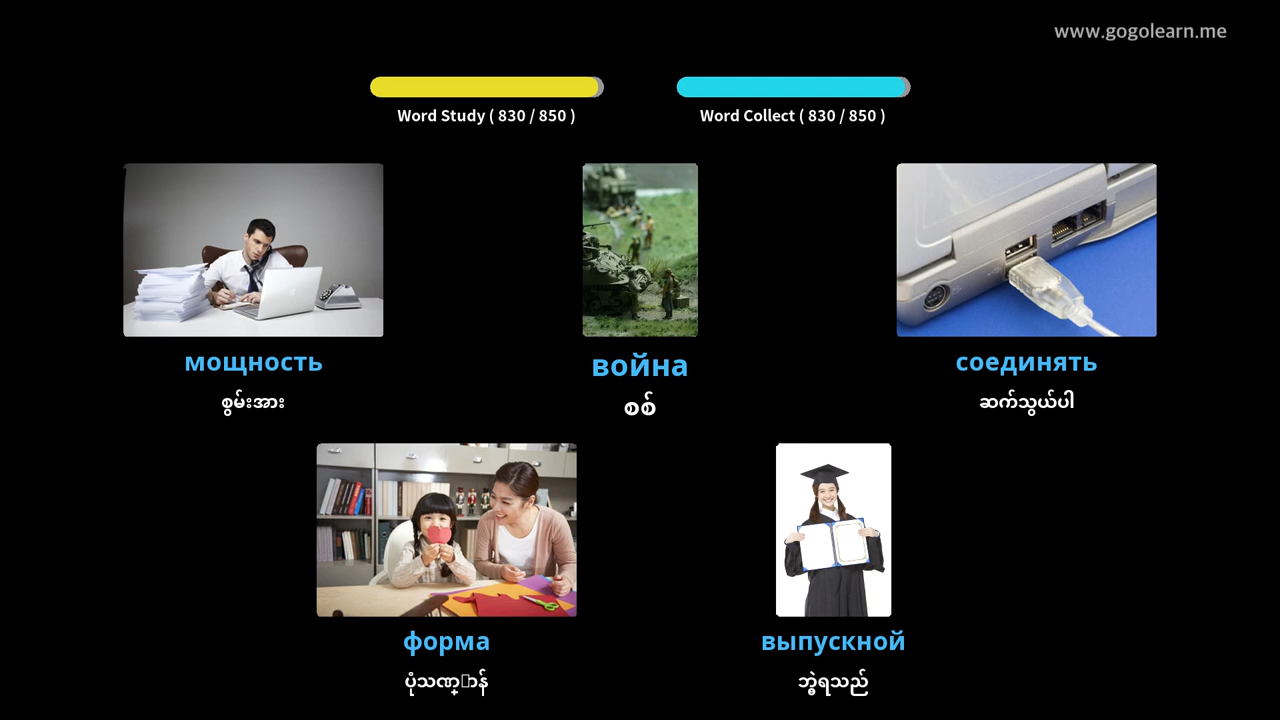 www.gogolearn.me
Word Study ( 830 / 850 )
Word Collect ( 830 / 850 )
мощность
စွမ်းအား
война
စစ်
соединять
ဆက်သွယ်ပါ
форма
выпускной
ဘွဲ့ရသည်